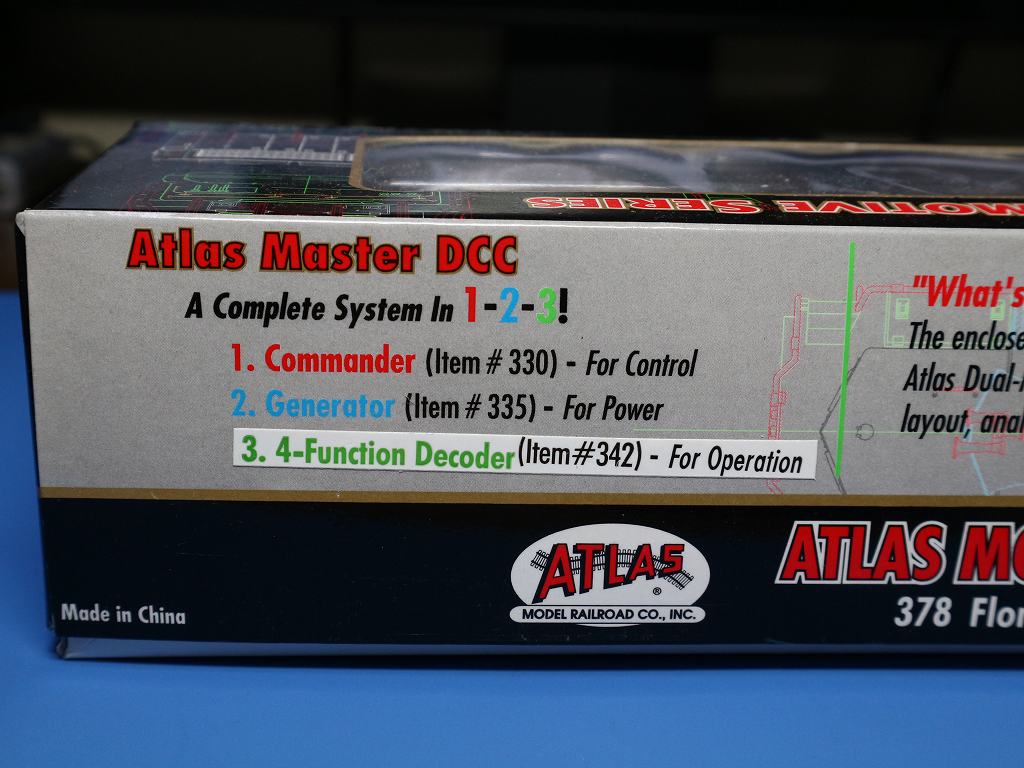 MOTIVE SERIES
Atlas Master DCC
A Complete System In 1-2-3!
1. Commander (Item # 330) - For Control
2. Generator (Item # 335) - For Power
3. 4-Function Decoder (Item#342) - For Operation
"What's
The enclose
Atlas Dual-
layout, anal
Made in China
ATLAS
®
MODEL RAILROAD CO., INC.
ATLAS MO
378 Flor